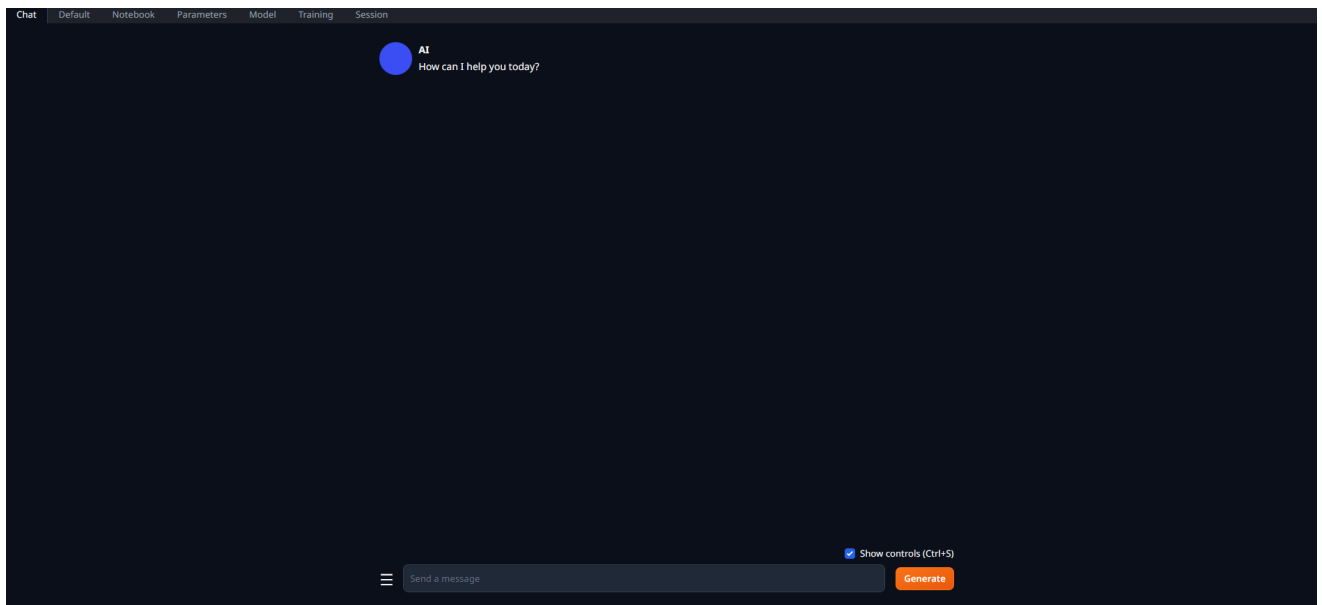 Chat Default Notebook Parameters Model Training Session
AI
How can I help you today?
Show controls (Ctrl+S)
Send a message
Generate